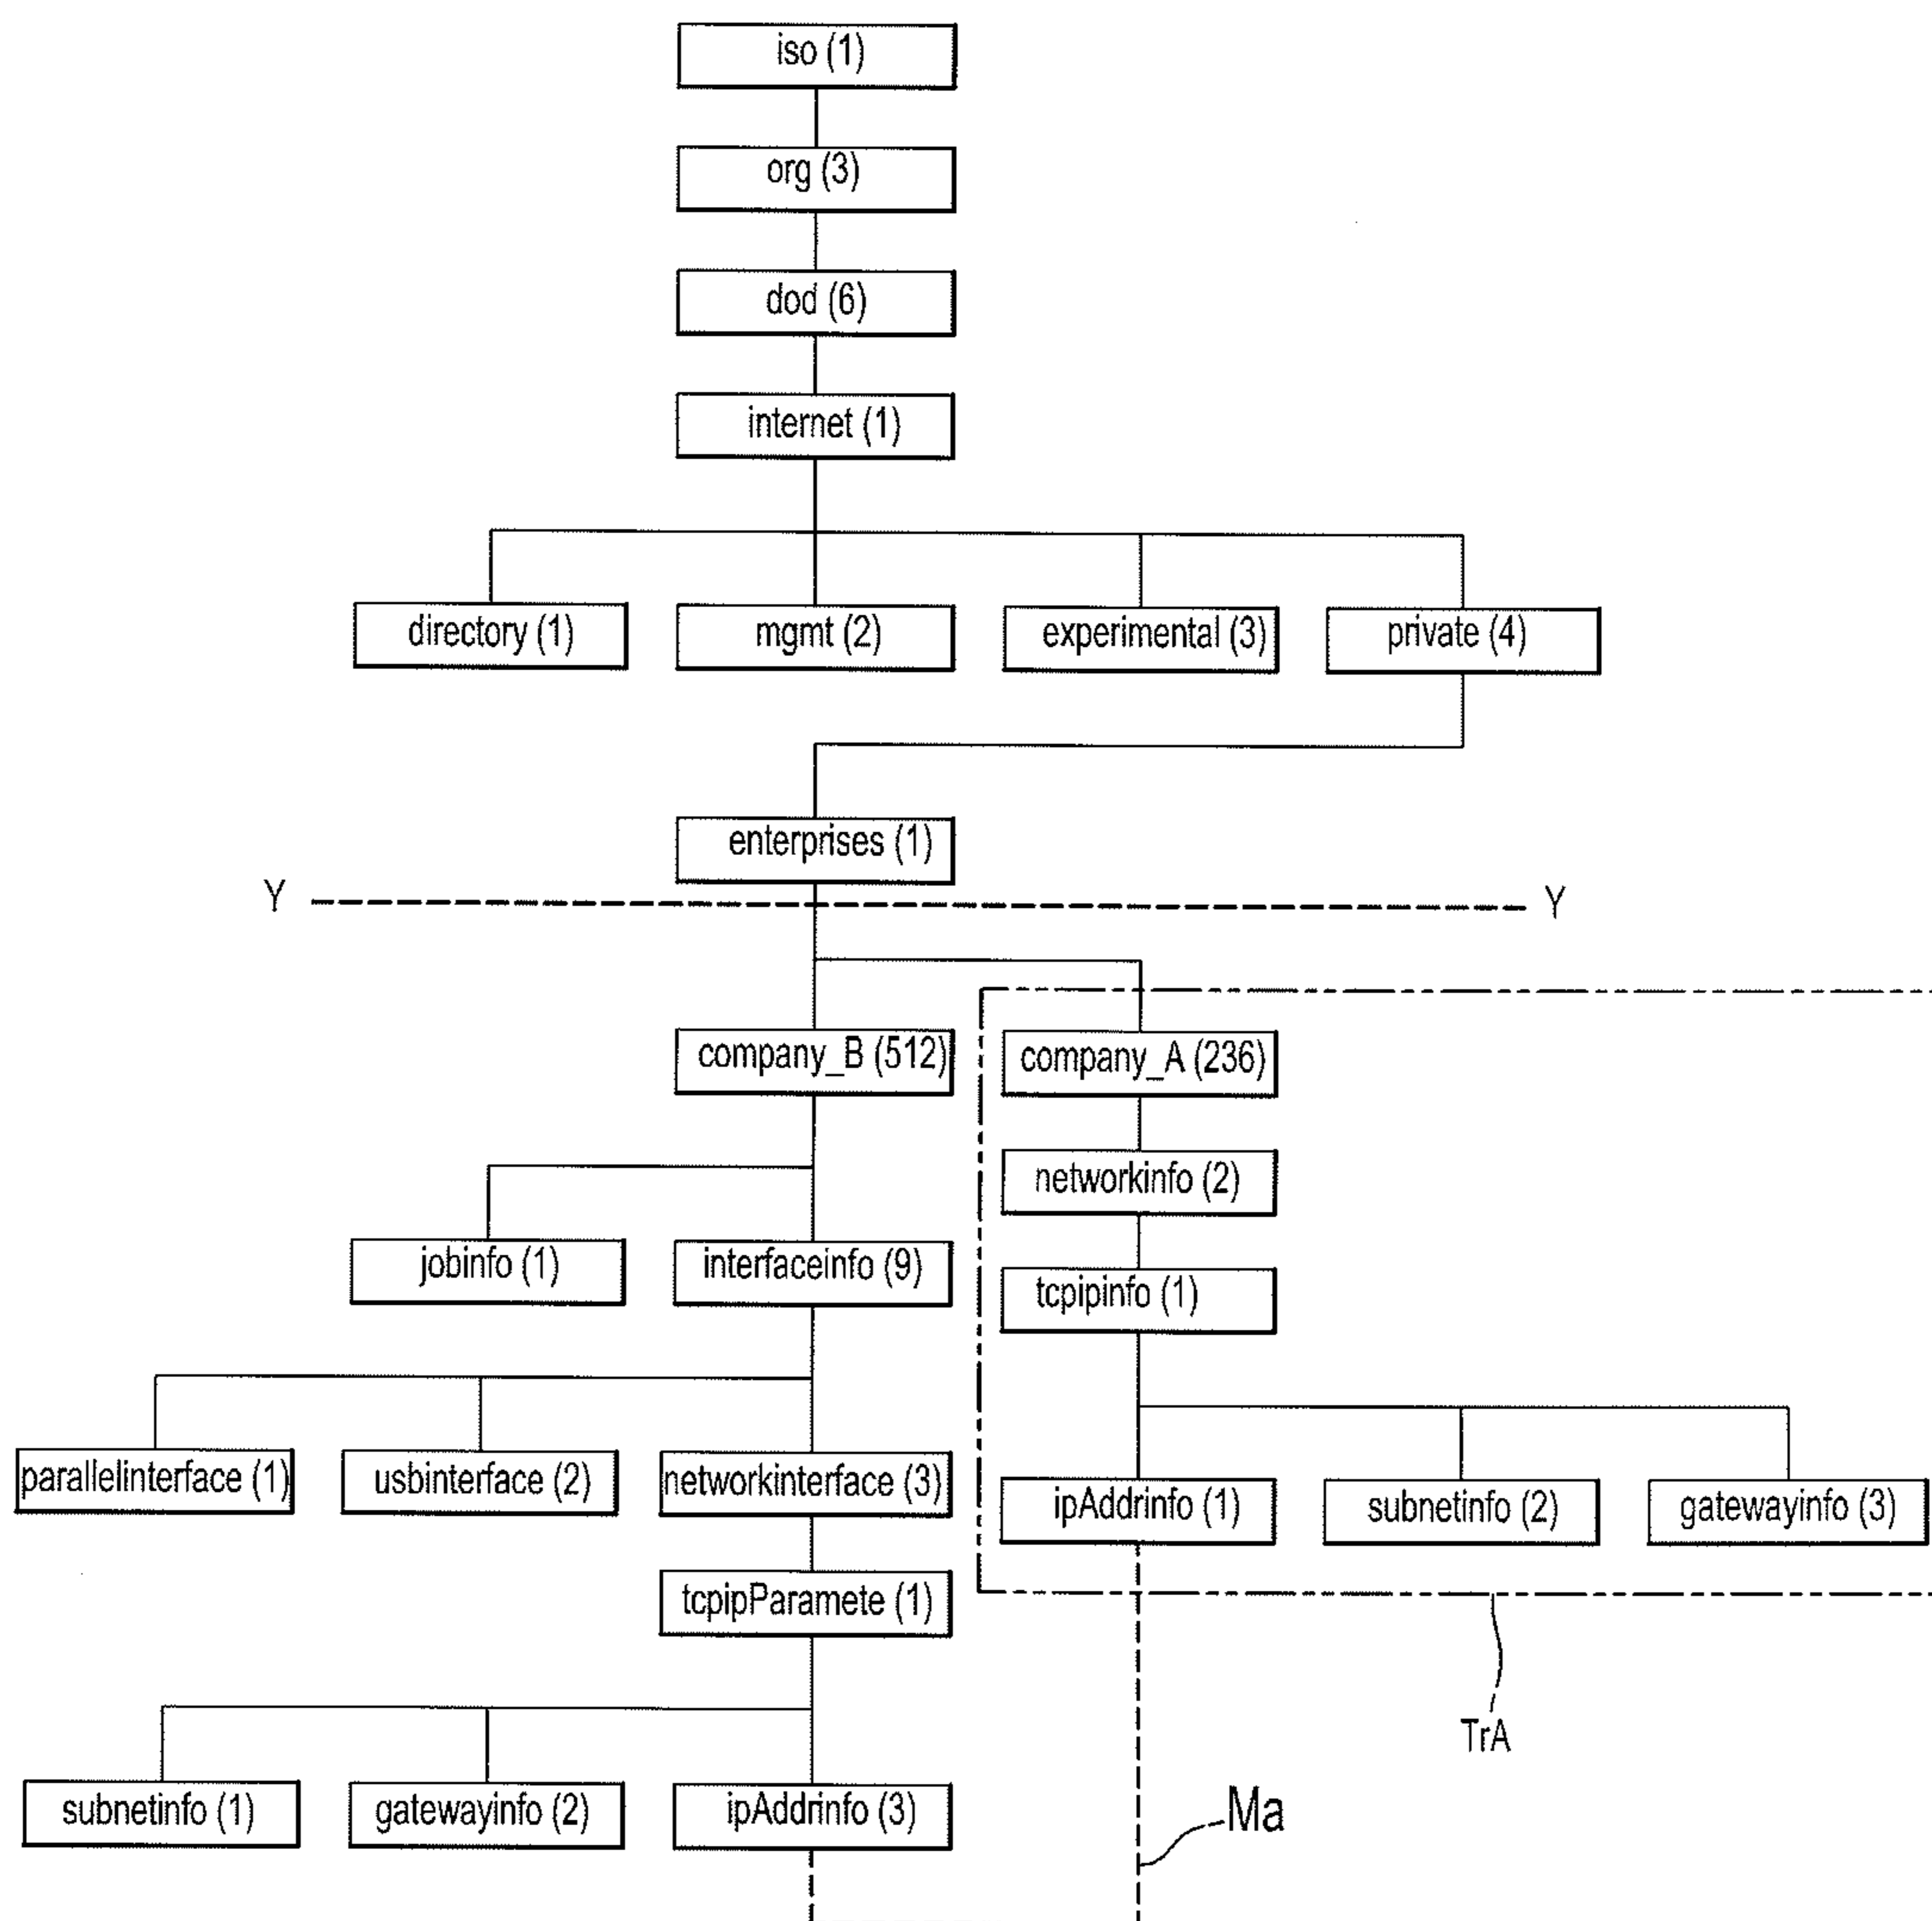 iso (1)
org (3)
dod (6)
internet (1)
directory (1)
mgmt (2)
experimental (3)
private (4)
enterprises (1)
Y
Y
company_B (512)
company_A (236)
networkinfo (2)
jobinfo (1)
interfaceinfo (9)
tcpipinfo (1)
parallelinterface (1)
usbinterface (2)
networkinterface (3)
ipAddrinfo (1)
subnetinfo (2)
gatewayinfo (3)
tcpipParamete (1)
TrA
subnetinfo (1)
gatewayinfo (2)
ipAddrinfo (3)
Ma